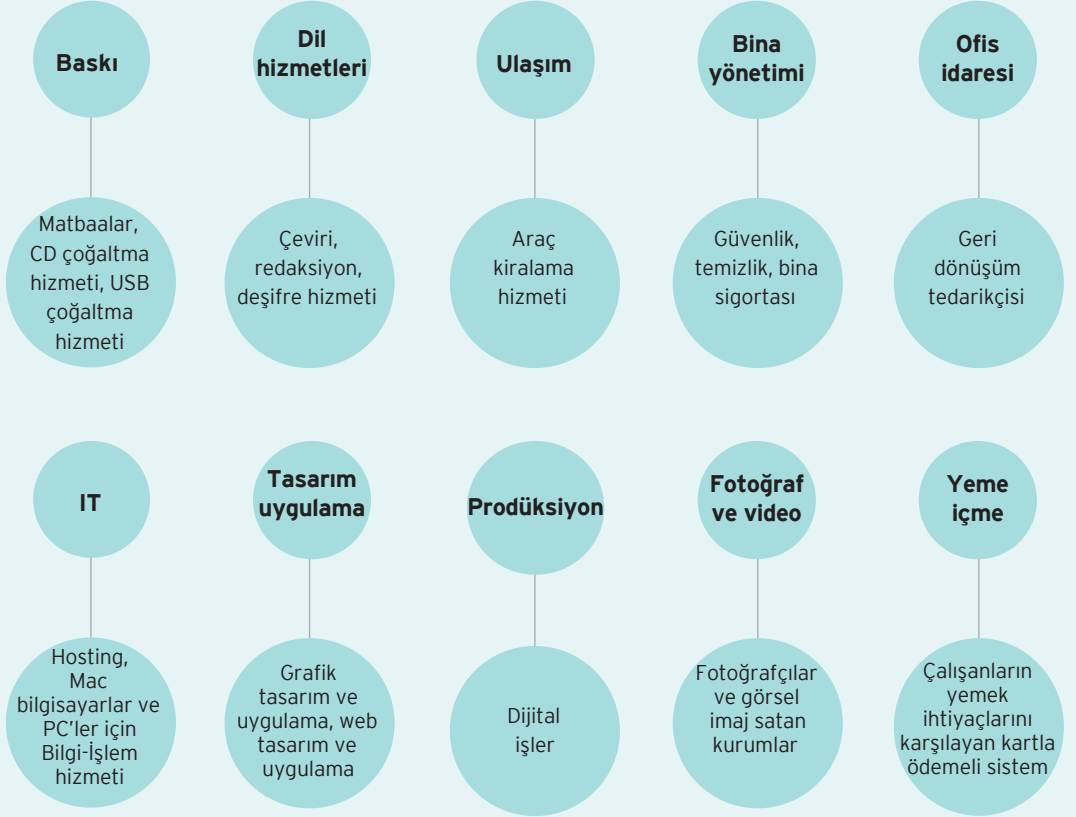 Baskı
Matbaalar,
CD çoğaltma
hizmeti, USB
çoğaltma
hizmeti
Dil
hizmetleri
Çeviri,
redaksiyon,
deşifre hizmeti
Ulaşım
Araç
kiralama
hizmeti
Bina
yönetimi
Güvenlik,
temizlik, bina
sigortası
Ofis
idaresi
Geri
dönüşüm
tedarikçisi
IT
Hosting,
Mac
bilgisayarlar ve
PC'ler için
Bilgi-İşlem
hizmeti
Tasarım
uygulama
Grafik
tasarım ve
uygulama, web
tasarım ve
uygulama
Prodüksiyon
Dijital
işler
Fotoğraf
ve video
Fotoğrafçılar
ve görsel
imaj satan
kurumlar
Yeme
içme
Çalışanların
yemek
ihtiyaçlarını
karşılayan kartla
ödemeli sistem